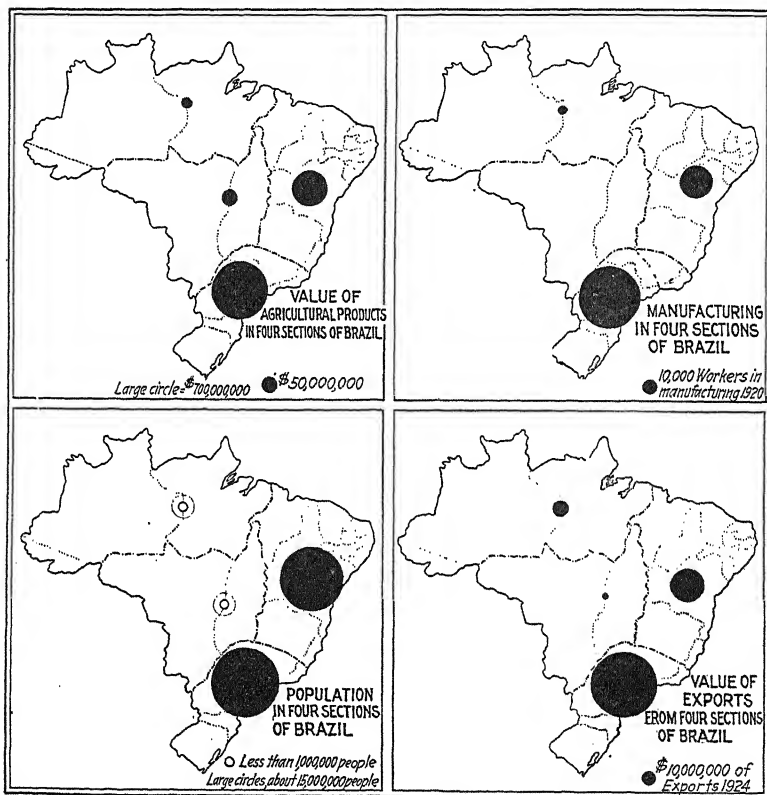 VALUE OF
AGRICULTURAL PRODUCTS
IN FOUR SECTIONS OF BRAZIL
Large circle=$700,000,000
$50,000,000
MANUFACTURING
IN FOUR SECTIONS
OF BRAZIL
10,000 Workers in
manufacturing 1920
POPULATION
IN FOUR SECTIONS
OF BRAZIL
Less than 1,000,000 people
Large circles, about 15,000,000 people
VALUE OF
EXPORTS
FROM FOUR SECTIONS
OF BRAZIL
$10,000,000 of
Exports 1924